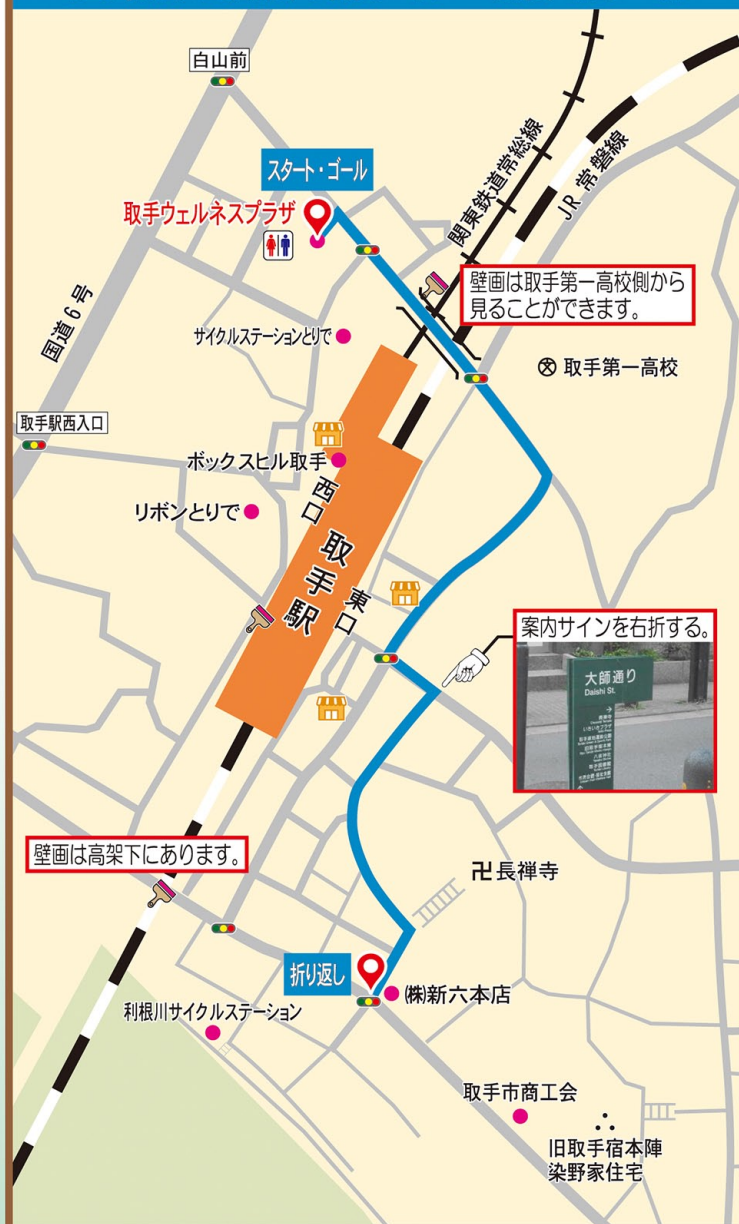 白山前
スタート・ゴール
取手ウェルネスプラザ
関東鉄道常総線
JR 常磐線
国道6号
壁画は取手第一高校側から
見ることができます。
サイクルステーションとりで
文 取手第一高校
取手駅西入口
ボックスヒル取手
西口
リボンとりで
取手駅
東口
案内サインを右折する。
大師通り
Daishi St.
壁画は高架下にあります。
卍長禅寺
折り返し
㈱新六本店
利根川サイクルステーション
取手市商工会
旧取手宿本陣
染野家住宅